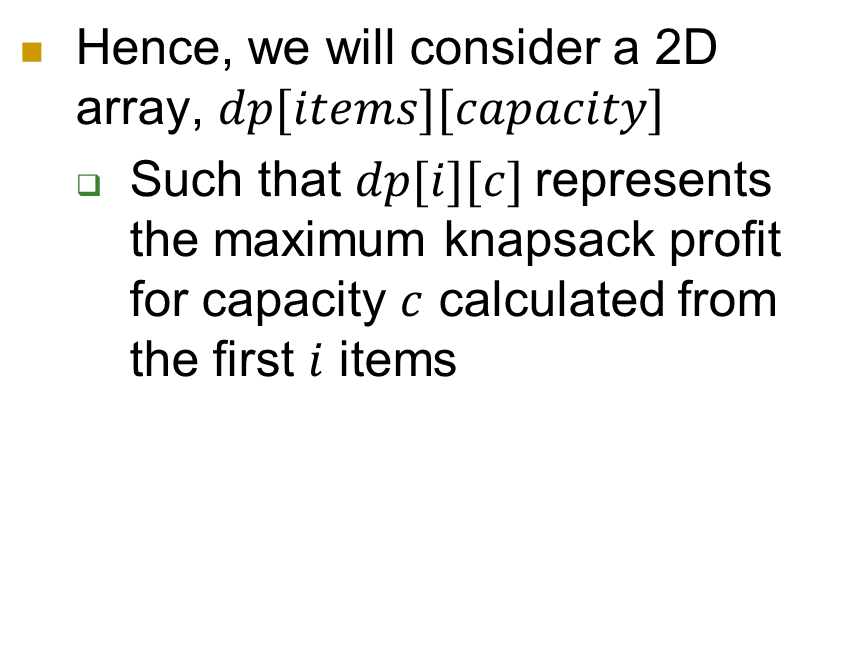 Hence, we will consider a 2D
array, 𝑑𝑝[𝑖𝑡𝑒𝑚𝑠][𝑐𝑎𝑝𝑎𝑐𝑖𝑡𝑦]
Such that 𝑑𝑝[𝑖][𝑐] represents
the maximum knapsack profit
for capacity 𝑐 calculated from
the first 𝑖 items